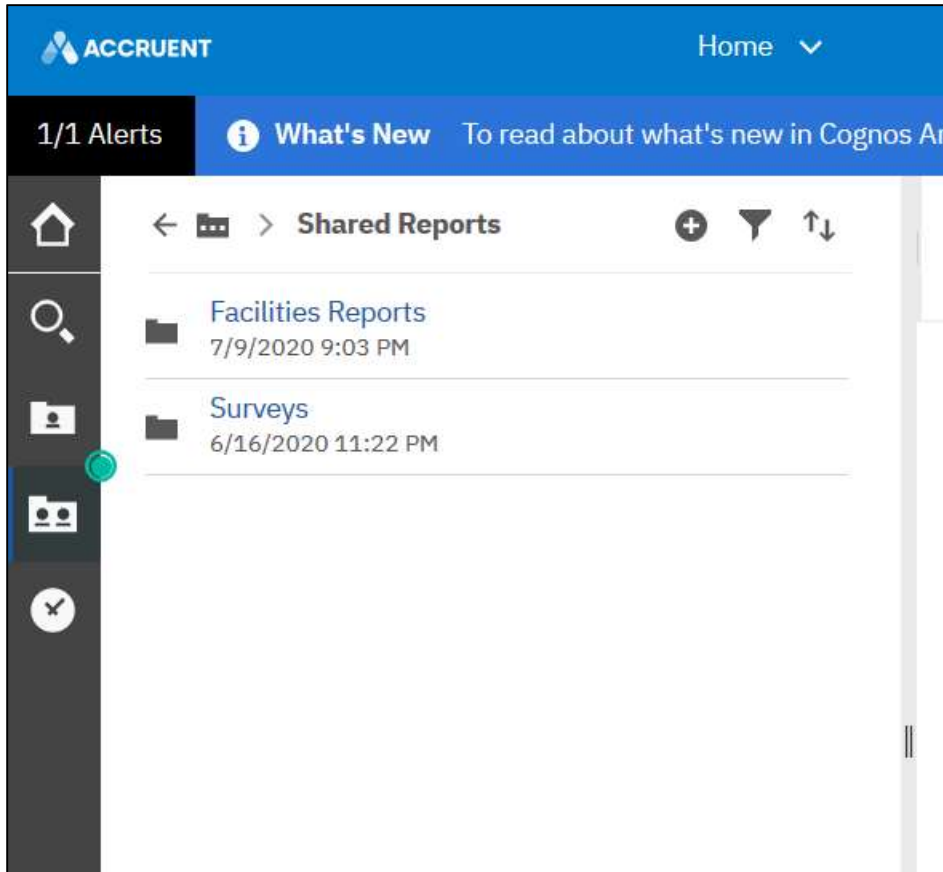 ACCRUENT
Home
1/1 Alerts
What's New To read about what's new in Cognos
Shared Reports
Facilities Reports
7/9/2020 9:03 PM
Surveys
6/16/2020 11:22 PM